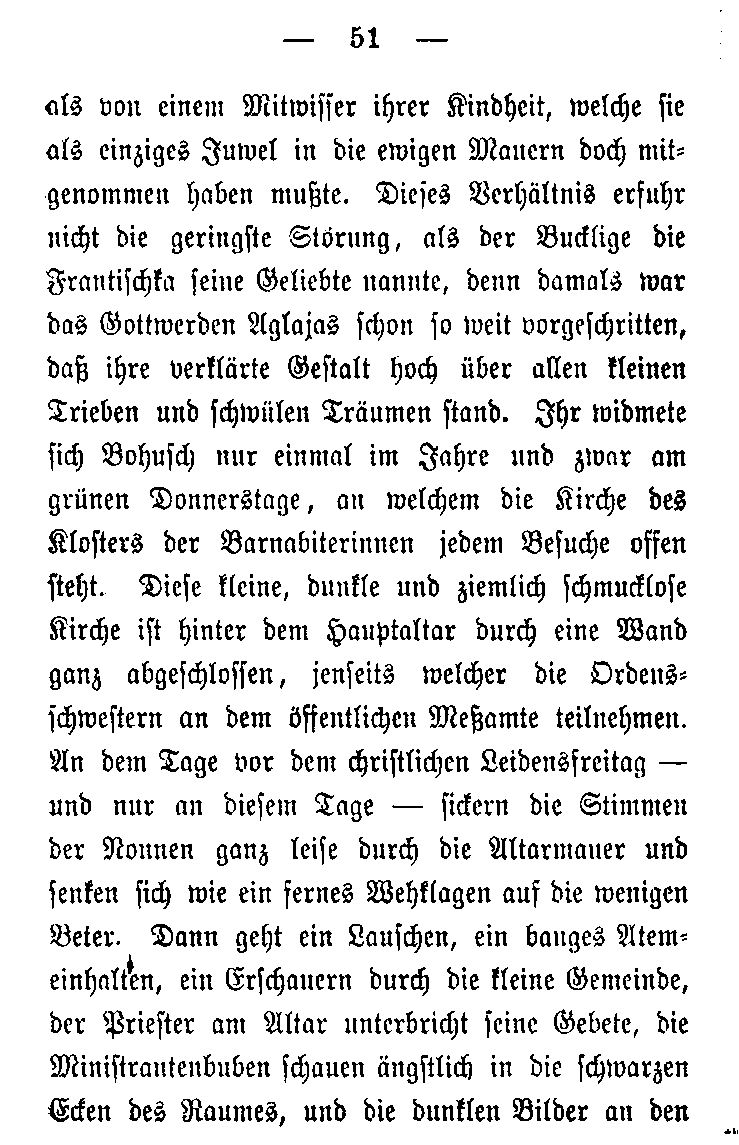 — 51 —
als von einem Mitwisser ihrer Kindheit, welche sie
als einziges Juwel in die ewigen Mauern doch mit-
genommen haben mußte. Dieses Verhältnis erfuhr
nicht die geringste Störung, als der Bucklige die
Frantischka seine Geliebte nannte, denn damals war
das Gottwerden Aglajas schon so weit vorgeschritten,
daß ihre verklärte Gestalt hoch über allen kleinen
Trieben und schwülen Träumen stand. Ihr widmete
sich Bohusch nur einmal im Jahre und zwar am
grünen Donnerstage, an welchem die Kirche des
Klosters der Barnabiterinnen jedem Besuche offen
steht. Diese kleine, dunkle und ziemlich schmucklose
Kirche ist hinter dem Hauptaltar durch eine Wand
ganz abgeschlossen, jenseits welcher die Ordens-
schwestern an dem öffentlichen Meßamte teilnehmen.
An dem Tage vor dem christlichen Leidensfreitag —
und nur an diesem Tage — sickern die Stimmen
der Nonnen ganz leise durch die Altarmauer und
senken sich wie ein fernes Wehklagen auf die wenigen
Beter. Dann geht ein Lauschen, ein banges Atem-
einhalten, ein Erschauern durch die kleine Gemeinde,
der Priester am Altar unterbricht seine Gebete, die
Ministrantenbuben schauen ängstlich in die schwarzen
Ecken des Raumes, und die dunklen Bilder an den